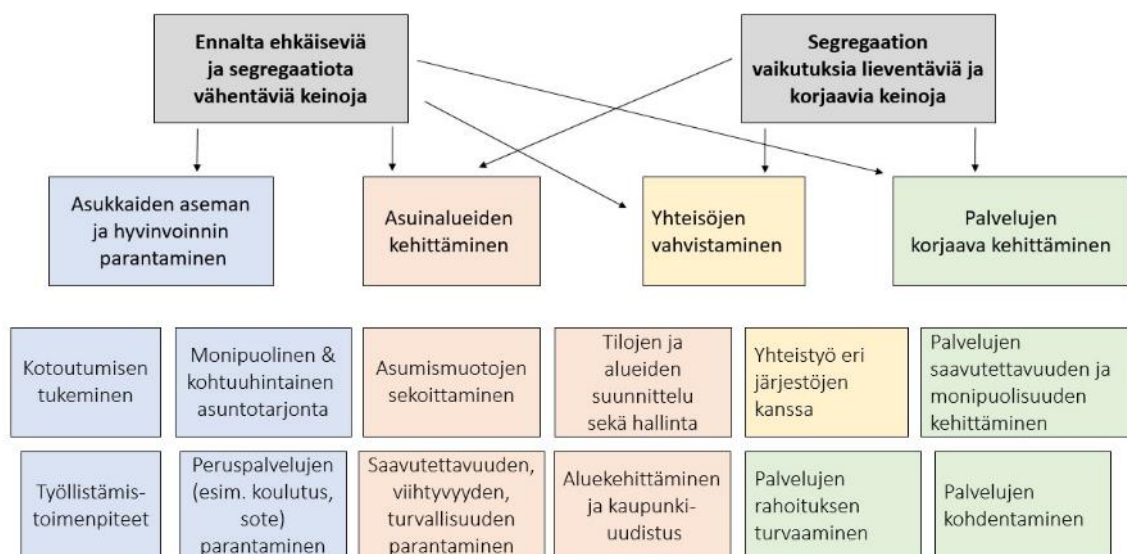 Ennalta ehkäiseviä
ja segregaatiota
vähentäviä keinoja
Segregaation
vaikutuksia lieventäviä ja
korjaavia keinoja
Asukkaiden aseman
ja hyvinvoinnin
parantaminen
Asuinalueiden
kehittäminen
Yhteisöjen
vahvistaminen
Palvelujen
korjaava kehittäminen
Kotoutumisen
tukeminen
Monipuolinen &
kohtuuhintainen
asuntotarjonta
Asumismuotojen
sekoittaminen
Tilojen ja
alueiden
suunnittelu
sekä hallinta
Yhteistyö eri
järjestöjen
kanssa
Palvelujen
saavutettavuuden ja
monipuolisuuden
kehittäminen
Työllistämis-
toimenpiteet
Peruspalvelujen
(esim. koulutus,
sote)
parantaminen
Saavutettavuuden,
viihtyvyyden,
turvallisuuden
parantaminen
Aluekehittäminen
ja kaupunki-
uudistus
Palvelujen
rahoituksen
turvaaminen
Palvelujen
kohdentaminen